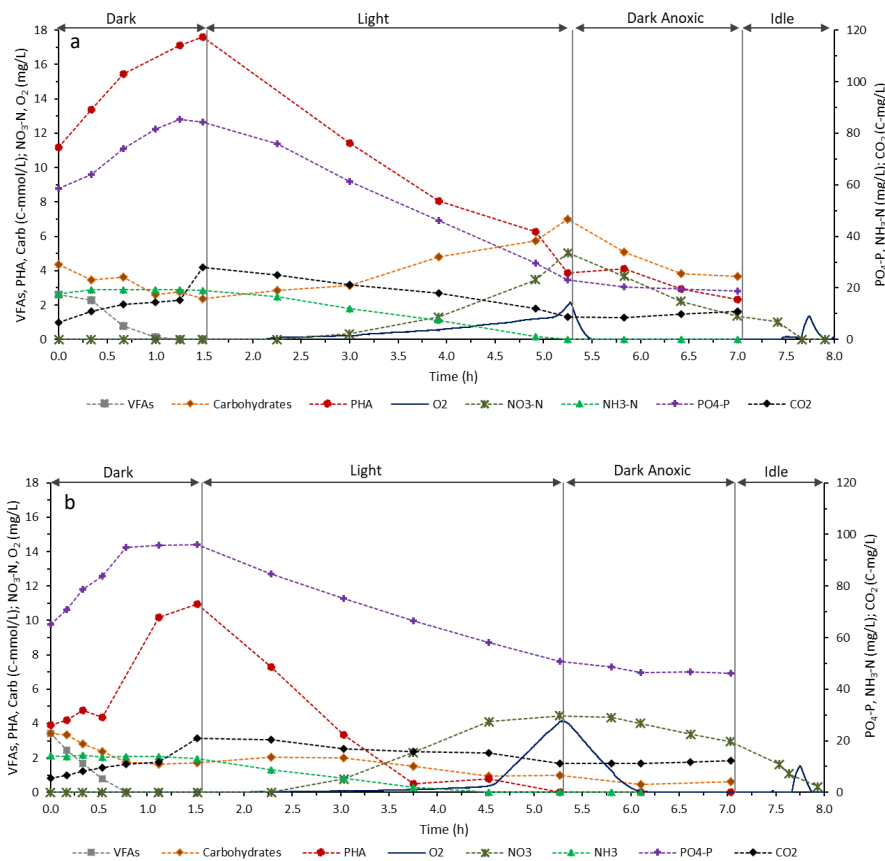 Dark Light Dark Anoxic Idle
a
18 16 14 12 10 8 6 4 2 0
VFAs, PHA, Carb (C-mmol/L); NO₃-N, O₂ (mg/L)
120 100 80 60 40 20 0
PO₄-P, NH₃-N (mg/L); CO₂ (C-mg/L)
0.0 0.5 1.0 1.5 2.0 2.5 3.0 3.5 4.0 4.5 5.0 5.5 6.0 6.5 7.0 7.5 8.0
Time (h)
VFAs Carbohydrates PHA O2 NO3-N NH3-N PO4-P CO2
Dark Light Dark Anoxic Idle
b
18 16 14 12 10 8 6 4 2 0
VFAs, PHA, Carb (C-mmol/L); NO₃-N, O₂ (mg/L)
120 100 80 60 40 20 0
PO₄-P, NH₃-N (mg/L); CO₂ (C-mg/L)
0.0 0.5 1.0 1.5 2.0 2.5 3.0 3.5 4.0 4.5 5.0 5.5 6.0 6.5 7.0 7.5 8.0
Time (h)
VFAs Carbohydrates PHA O2 NO3 NH3 PO4-P CO2